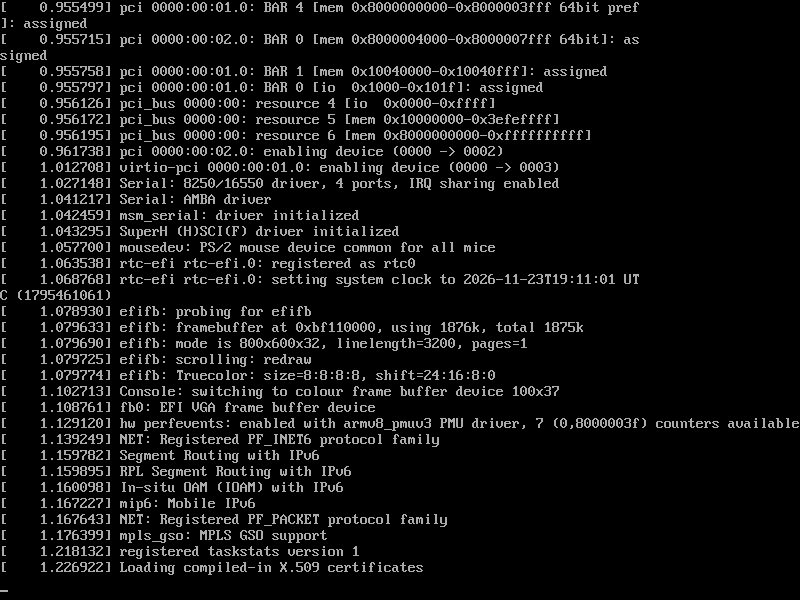 [    0.955499] pci 0000:00:01.0: BAR 4 [mem 0x8000000000-0x8000003fff 64bit pref
]: assigned
[    0.955715] pci 0000:00:02.0: BAR 0 [mem 0x8000004000-0x8000007fff 64bit]: as
signed
[    0.955758] pci 0000:00:01.0: BAR 1 [mem 0x10040000-0x10040fff]: assigned
[    0.955797] pci 0000:00:01.0: BAR 0 [io  0x1000-0x101f]: assigned
[    0.956126] pci_bus 0000:00: resource 4 [io  0x0000-0xffff]
[    0.956172] pci_bus 0000:00: resource 5 [mem 0x10000000-0x3efeffff]
[    0.956195] pci_bus 0000:00: resource 6 [mem 0x8000000000-0xffffffffff]
[    0.961738] pci 0000:00:02.0: enabling device (0000 -> 0002)
[    1.012708] virtio-pci 0000:00:01.0: enabling device (0000 -> 0003)
[    1.027148] Serial: 8250/16550 driver, 4 ports, IRQ sharing enabled
[    1.041217] Serial: AMBA driver
[    1.042459] msm_serial: driver initialized
[    1.043295] SuperH (H)SCI(F) driver initialized
[    1.057700] mousedev: PS/2 mouse device common for all mice
[    1.063538] rtc-efi rtc-efi.0: registered as rtc0
[    1.068768] rtc-efi rtc-efi.0: setting system clock to 2026-11-23T19:11:01 UT
C (1795461061)
[    1.078930] efifb: probing for efifb
[    1.079633] efifb: framebuffer at 0xbf110000, using 1876k, total 1875k
[    1.079690] efifb: mode is 800x600x32, linelength=3200, pages=1
[    1.079725] efifb: scrolling: redraw
[    1.079774] efifb: Truecolor: size=8:8:8:8, shift=24:16:8:0
[    1.102713] Console: switching to colour frame buffer device 100x37
[    1.108761] fb0: EFI VGA frame buffer device
[    1.129120] hw perfevents: enabled with armv8_pmuv3 PMU driver, 7 (0,8000003f) counters available
[    1.139249] NET: Registered PF_INET6 protocol family
[    1.159782] Segment Routing with IPv6
[    1.159895] RPL Segment Routing with IPv6
[    1.160098] In-situ OAM (IOAM) with IPv6
[    1.167227] mip6: Mobile IPv6
[    1.167643] NET: Registered PF_PACKET protocol family
[    1.176399] mpls_gso: MPLS GSO support
[    1.218132] registered taskstats version 1
[    1.226922] Loading compiled-in X.509 certificates